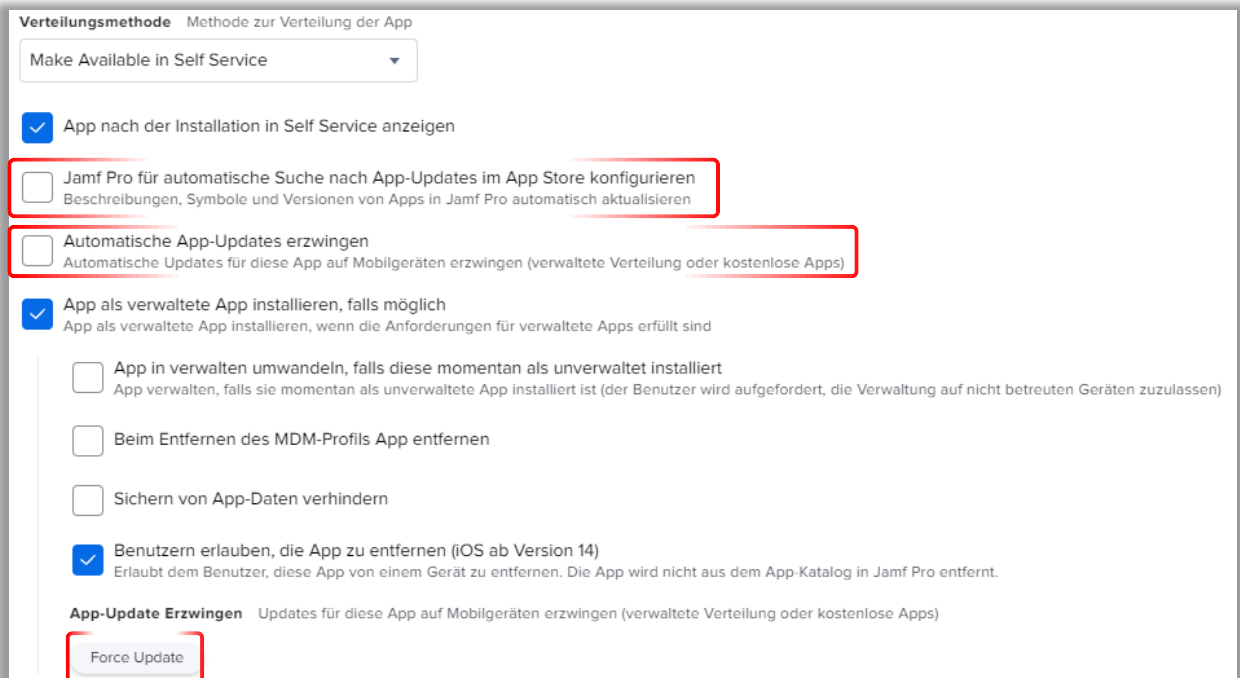 Verteilungsmethode Methode zur Verteilung der App
Make Available in Self Service
App nach der Installation in Self Service anzeigen
Jamf Pro für automatische Suche nach App-Updates im App Store konfigurieren
Beschreibungen, Symbole und Versionen von Apps in Jamf Pro automatisch aktualisieren
Automatische App-Updates erzwingen
Automatische Updates für diese App auf Mobilgeräten erzwingen (verwaltete Verteilung oder kostenlose Apps)
App als verwaltete App installieren, falls möglich
App als verwaltete App installieren, wenn die Anforderungen für verwaltete Apps erfüllt sind
App in verwalten umwandeln, falls diese momentan als unverwaltet installiert
App verwalten, falls sie momentan als unverwaltete App installiert ist (der Benutzer wird aufgefordert, die Verwaltung auf nicht betreuten Geräten zuzulassen)
Beim Entfernen des MDM-Profils App entfernen
Sichern von App-Daten verhindern
Benutzern erlauben, die App zu entfernen (iOS ab Version 14)
Erlaubt dem Benutzer, diese App von einem Gerät zu entfernen. Die App wird nicht aus dem App-Katalog in Jamf Pro entfernt.
App-Update Erzwingen Updates für diese App auf Mobilgeräten erzwingen (verwaltete Verteilung oder kostenlose Apps)
Force Update